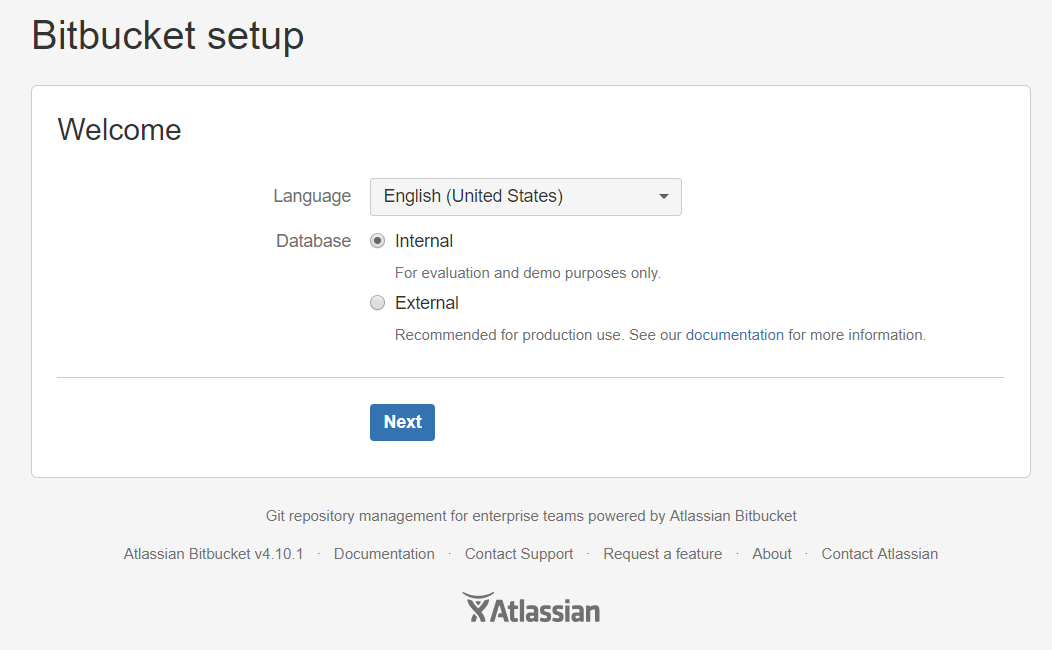 Bitbucket setup
Welcome
Language English (United States)
Database Internal
For evaluation and demo purposes only.
External
Recommended for production use. See our documentation for more information.
Next
Git repository management for enterprise teams powered by Atlassian Bitbucket
Atlassian Bitbucket v4.10.1 · Documentation · Contact Support · Request a feature · About · Contact Atlassian
Atlassian